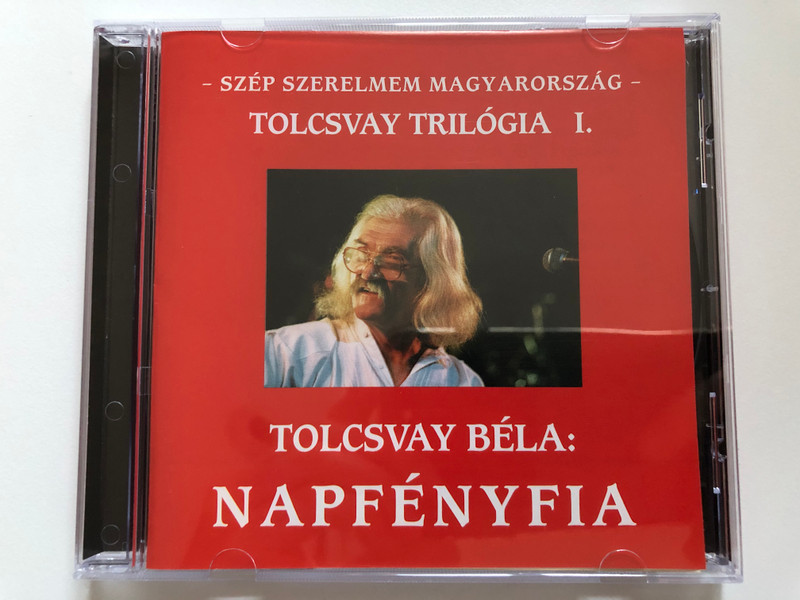 – SZÉP SZERELMEM MAGYARORSZÁG –
TOLCSVAY TRILÓGIA I.
TOLCSVAY BÉLA:
NAPFÉNYFIA